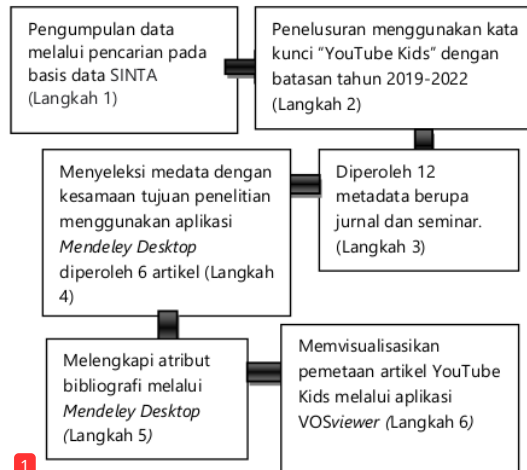 Pengumpulan data
melalui pencarian pada
basis data SINTA
(Langkah 1)
Penelusuran menggunakan kata
kunci “YouTube Kids” dengan
batasan tahun 2019-2022
(Langkah 2)
Diperoleh 12
metadata berupa
jurnal dan seminar.
(Langkah 3)
Menyeleksi medata dengan
kesamaan tujuan penelitian
menggunakan aplikasi
Mendeley Desktop
diperoleh 6 artikel (Langkah
4)
Melengkapi atribut
bibliografi melalui
Mendeley Desktop
(Langkah 5)
Memvisualisasikan
pemetaan artikel YouTube
Kids melalui aplikasi
VOSviewer (Langkah 6)
1